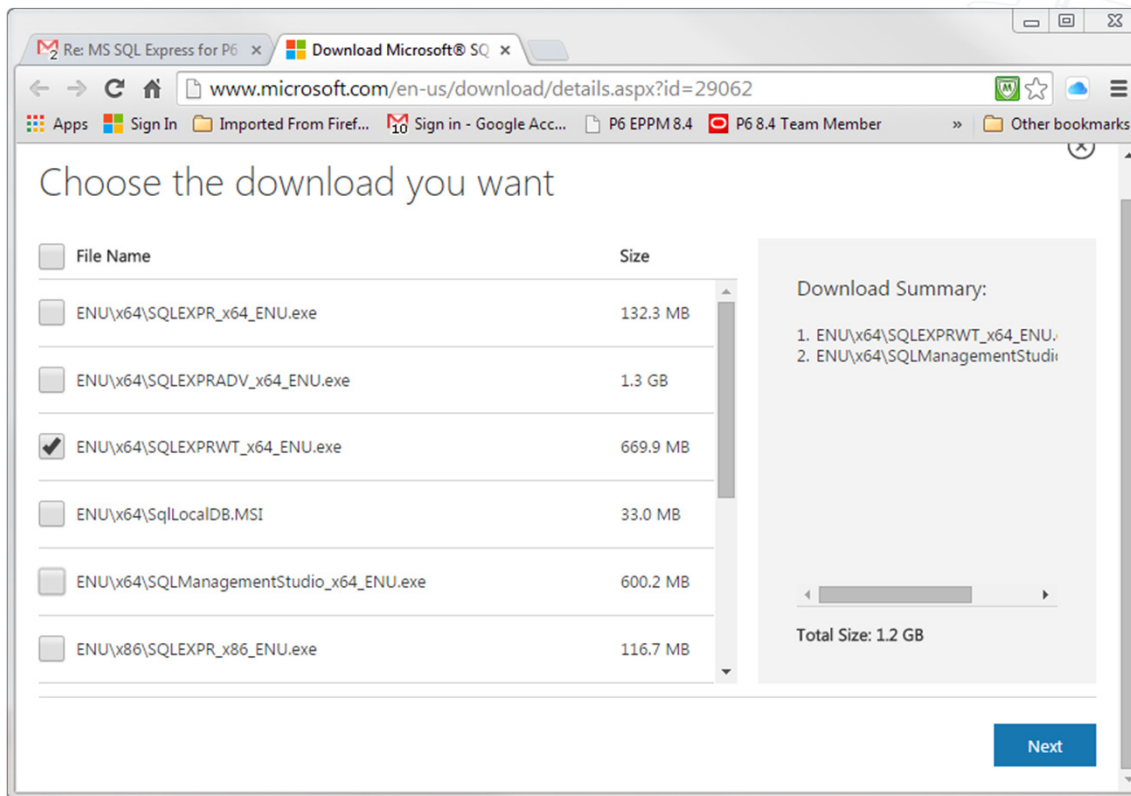 Re: MS SQL Express for P6
Download Microsoft® SQ
www.microsoft.com/en-us/download/details.aspx?id=29062
Apps Sign In Imported From Firef... 10 Sign in - Google Acc... P6 EPPM 8.4 P6 8.4 Team Member » Other bookmarks
Choose the download you want
File Name Size
ENU\x64\SQLEXPR_x64_ENU.exe 132.3 MB
ENU\x64\SQLEXPRADV_x64_ENU.exe 1.3 GB
ENU\x64\SQLEXPRWT_x64_ENU.exe 669.9 MB
ENU\x64\SqlLocalDB.MSI 33.0 MB
ENU\x64\SQLManagementStudio_x64_ENU.exe 600.2 MB
ENU\x86\SQLEXPR_x86_ENU.exe 116.7 MB
Download Summary:
1. ENU\x64\SQLEXPRWT_x64_ENU.
2. ENU\x64\SQLManagementStudi
Total Size: 1.2 GB
Next